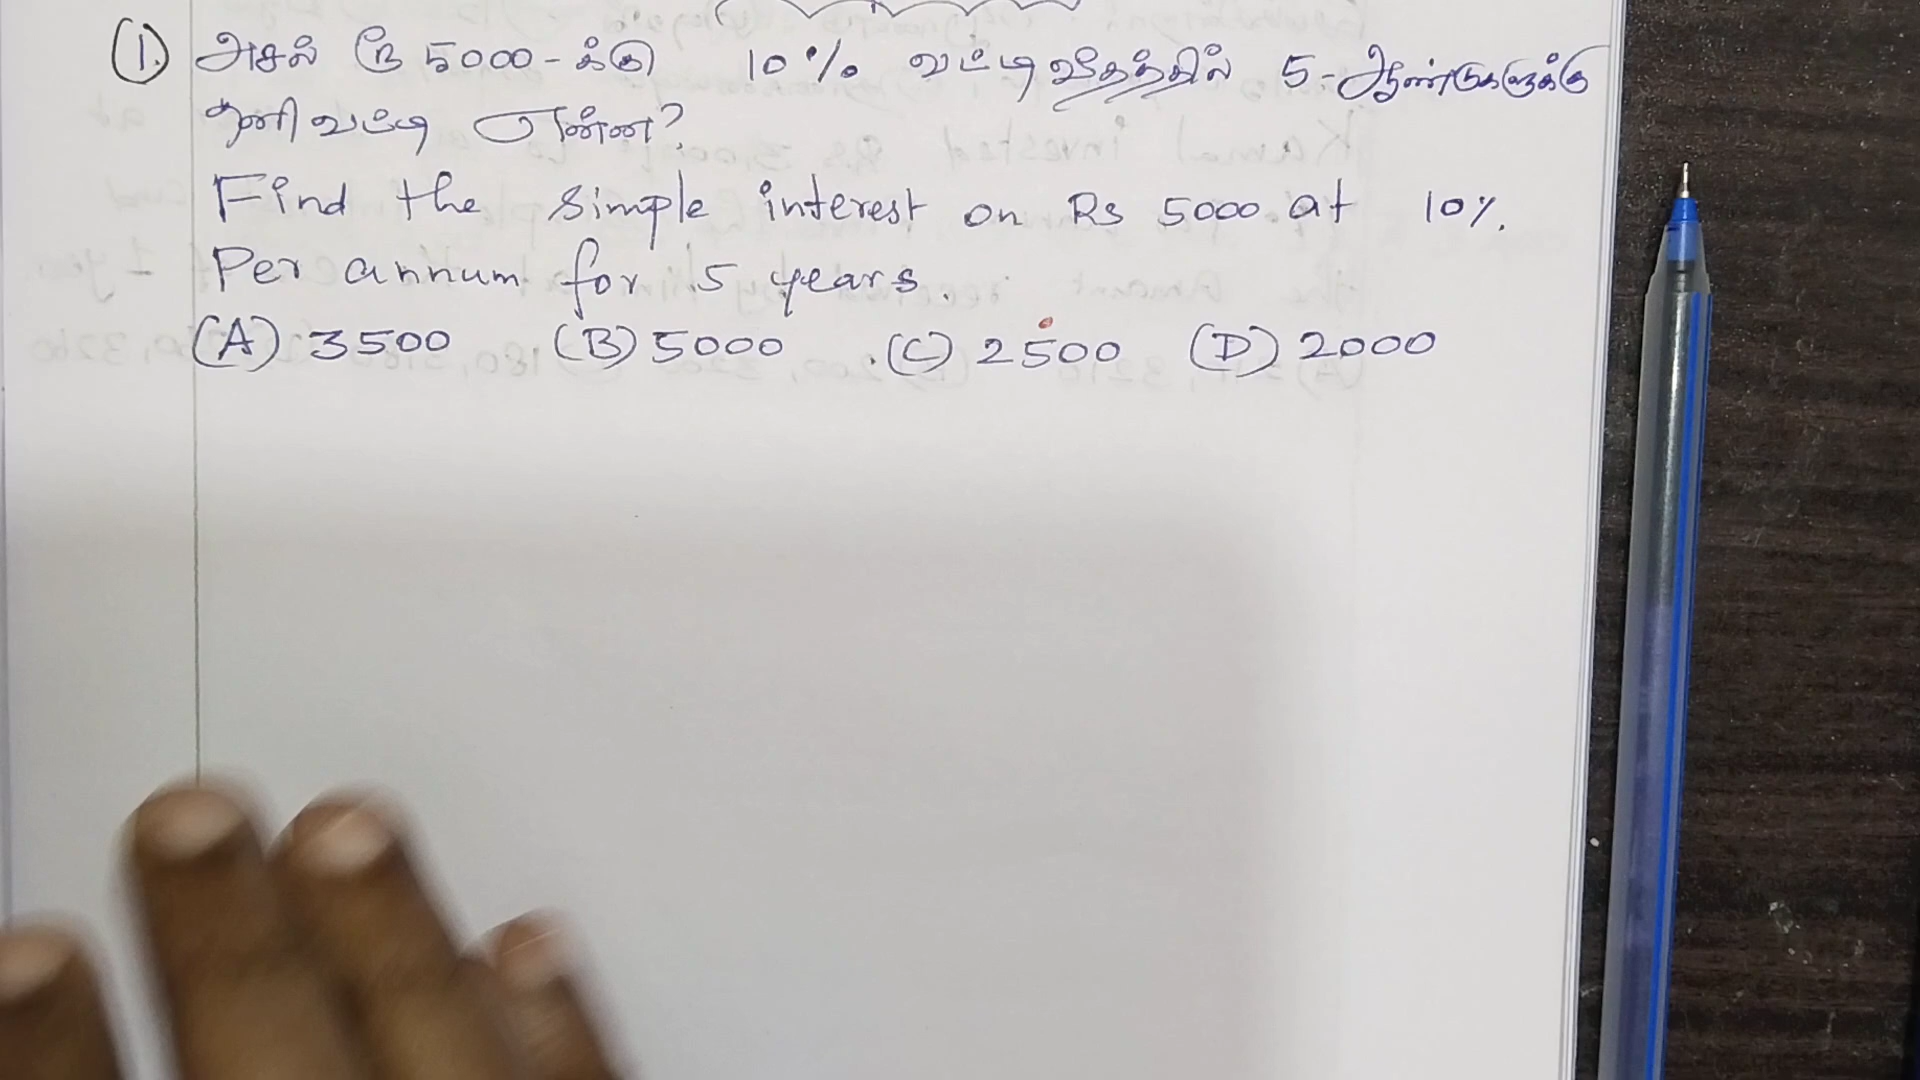 (1) அசல் ரூ 5000-க்கு 10% வட்டிவீதத்தில் 5-ஆண்டுகளுக்கு
தனிவட்டி என்ன?
Find the simple interest on Rs 5000 at 10%.
Per annum for 5 years.
(A) 3500 (B) 5000 (C) 2500 (D) 2000